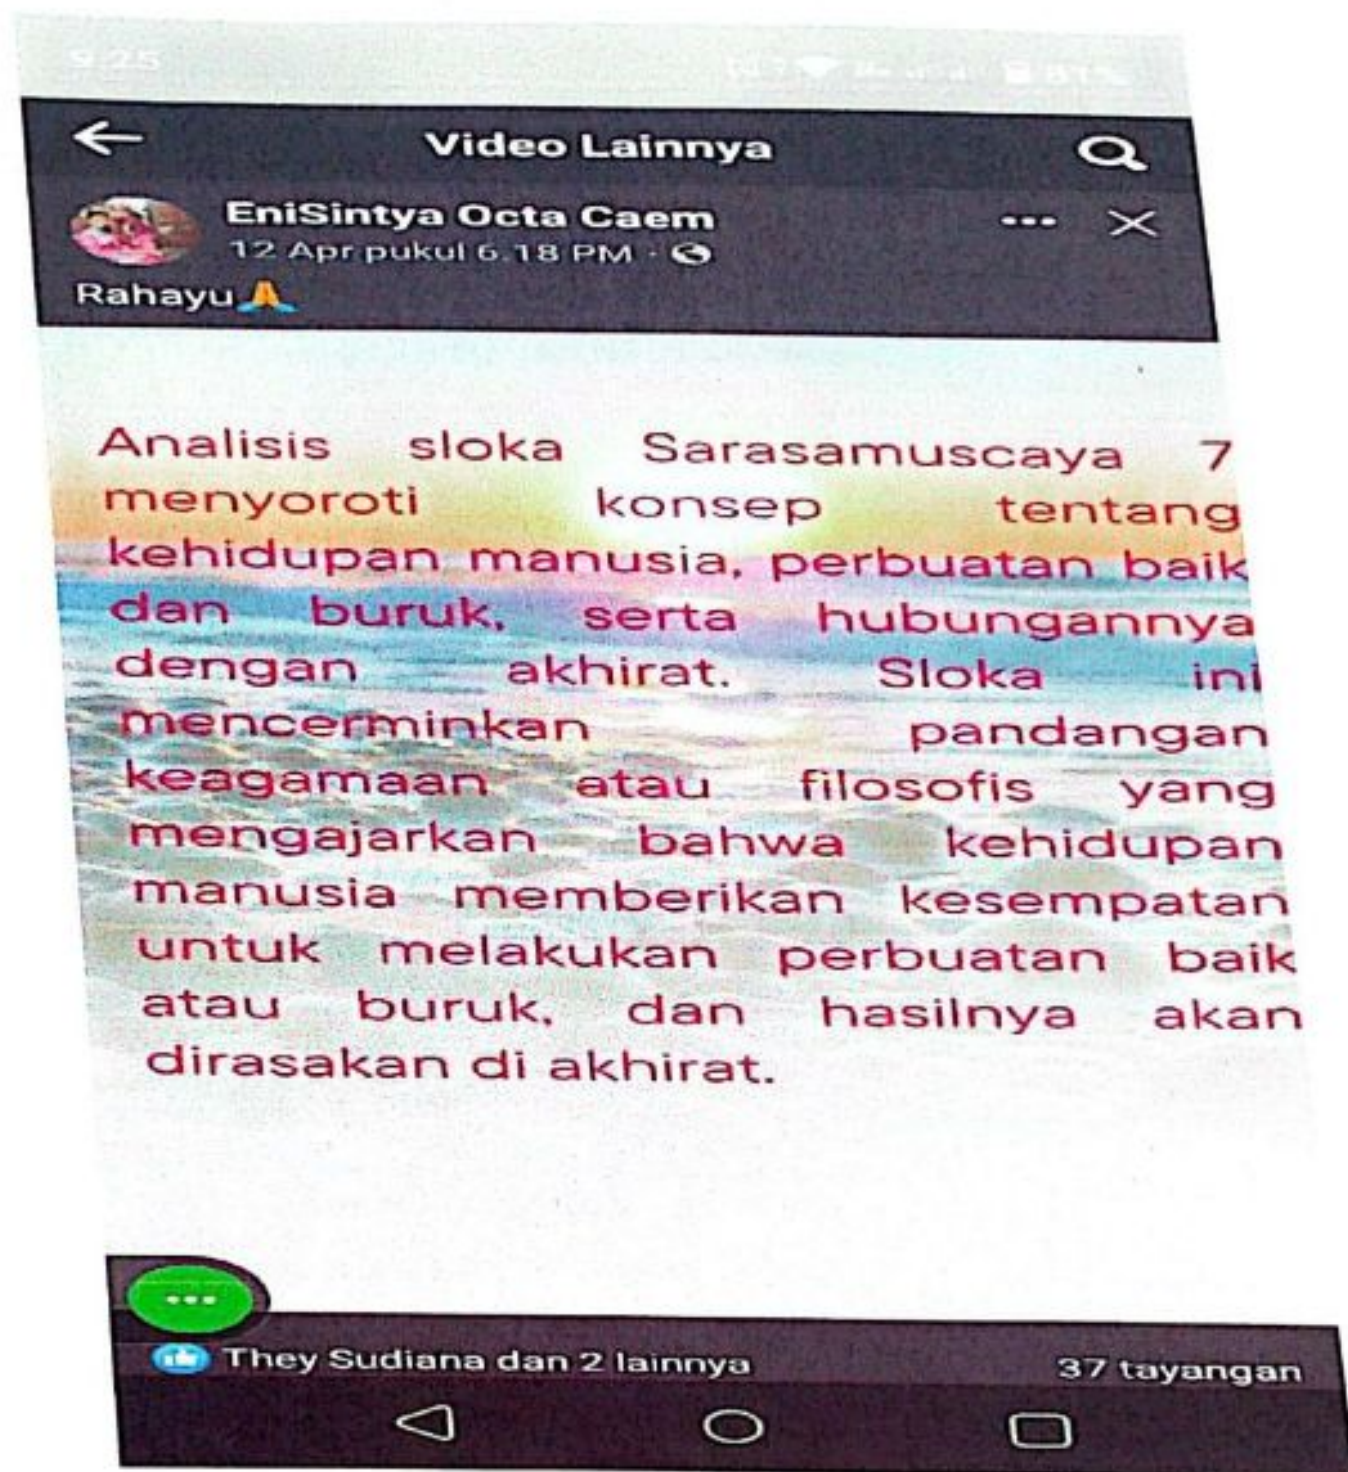 9:25
Video Lainnya
EniSintya Octa Caem
12 Apr pukul 6.18 PM ·
Rahayu🙏
Analisis sloka Sarasamuscaya 7
menyoroti konsep tentang
kehidupan manusia, perbuatan baik
dan buruk, serta hubungannya
dengan akhirat. Sloka ini
mencerminkan pandangan
keagamaan atau filosofis yang
mengajarkan bahwa kehidupan
manusia memberikan kesempatan
untuk melakukan perbuatan baik
atau buruk, dan hasilnya akan
dirasakan di akhirat.
They Sudiana dan 2 lainnya
37 tayangan